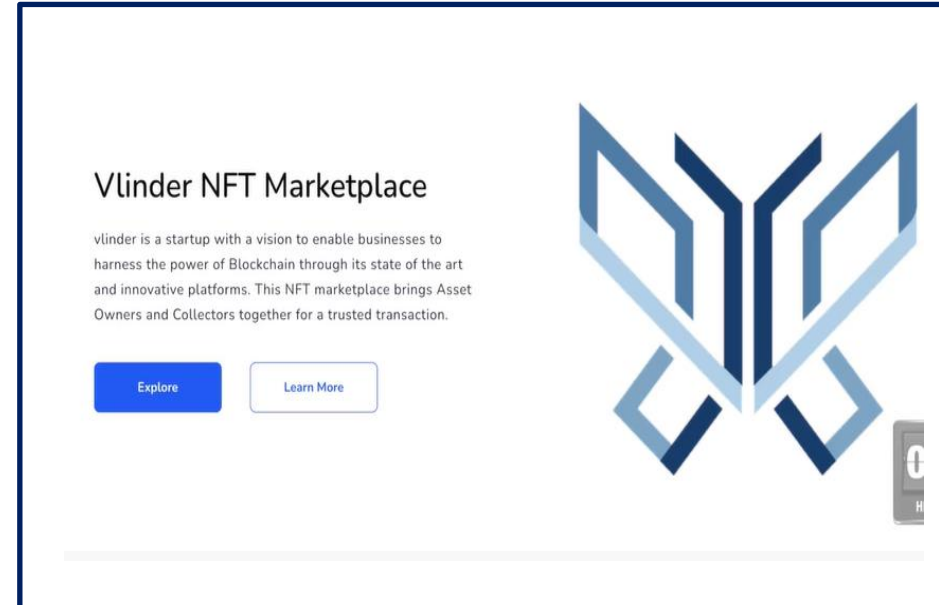 Vlinder NFT Marketplace
vlinder is a startup with a vision to enable businesses to
harness the power of Blockchain through its state of the art
and innovative platforms. This NFT marketplace brings Asset
Owners and Collectors together for a trusted transaction.
Explore
Learn More